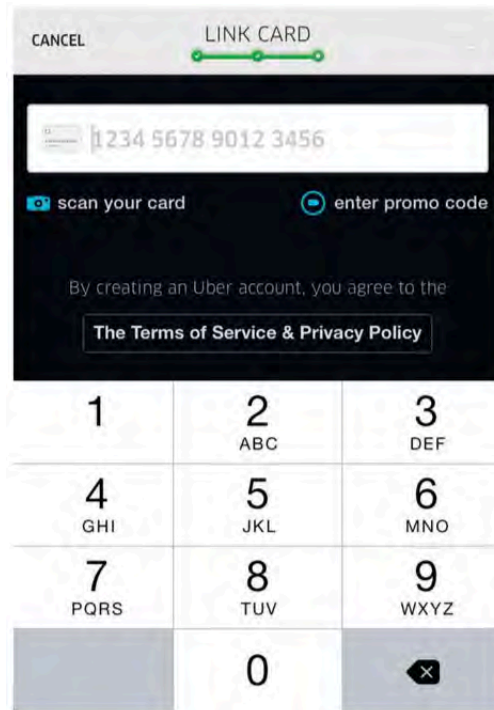 CANCEL LINK CARD
1234 5678 9012 3456
scan your card enter promo code
By creating an Uber account, you agree to the
The Terms of Service & Privacy Policy
1 2 3
ABC DEF
4 5 6
GHI JKL MNO
7 8 9
PQRS TUV WXYZ
0